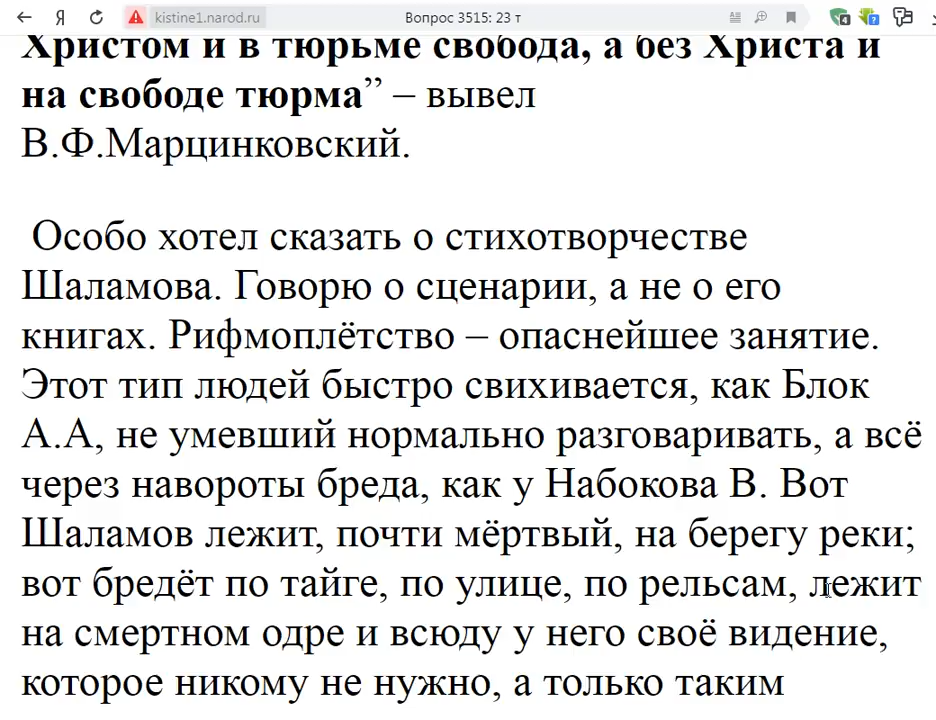 kistine1.narod.ru
Вопрос 3515: 23 т
Христом и в тюрьме свобода, а без Христа и
на свободе тюрма” – вывел
В.Ф.Марцинковский.
Особо хотел сказать о стихотворчестве
Шаламова. Говорю о сценарии, а не о его
книгах. Рифмоплётство – опаснейшее занятие.
Этот тип людей быстро свихивается, как Блок
А.А, не умевший нормально разговаривать, а всё
через навороты бреда, как у Набокова В. Вот
Шаламов лежит, почти мёртвый, на берегу реки;
вот бредёт по тайге, по улице, по рельсам, лежит
на смертном одре и всюду у него своё видение,
которое никому не нужно, а только таким